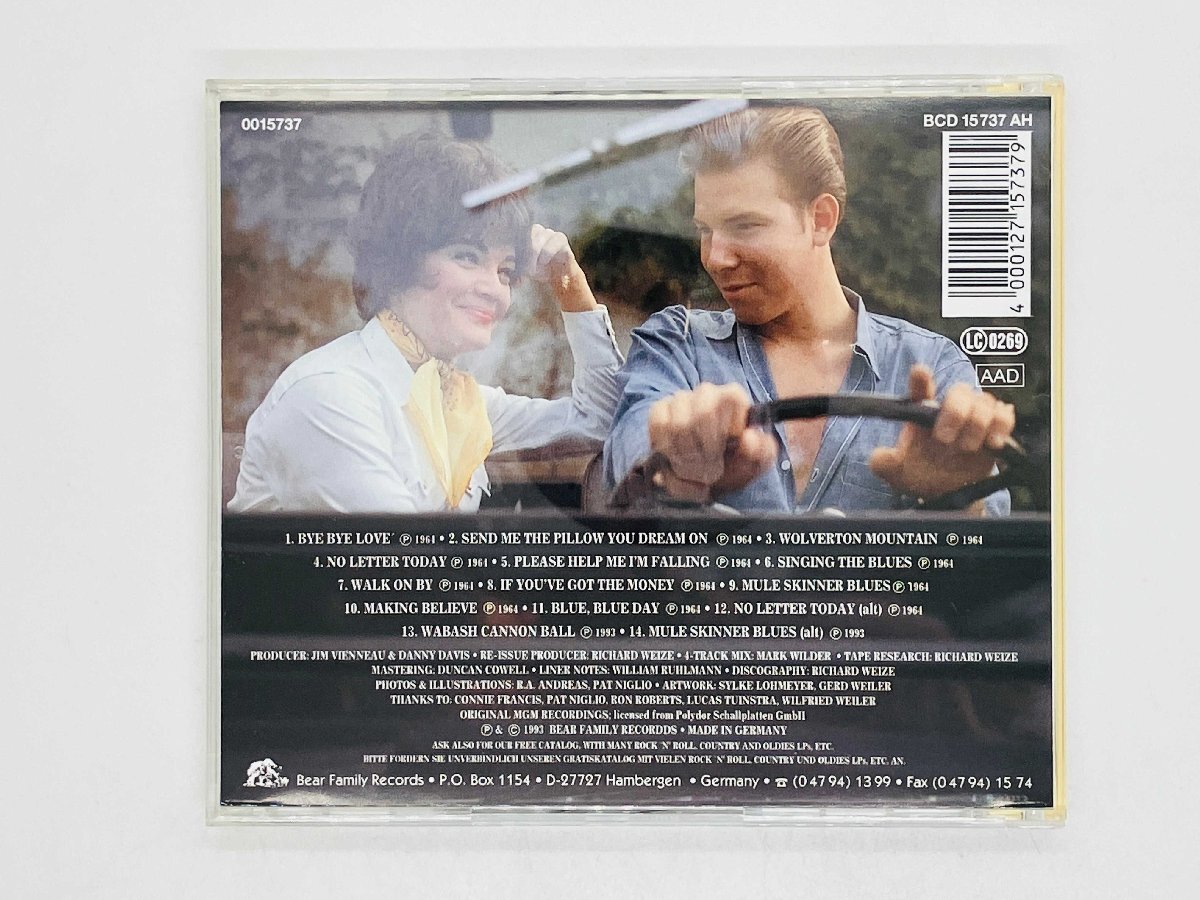 0015737
BCD 15737 AH
4 000127 157379
LC 0269
AAD
1. BYE BYE LOVE ℗ 1964 • 2. SEND ME THE PILLOW YOU DREAM ON ℗ 1964 • 3. WOLVERTON MOUNTAIN ℗ 1964
4. NO LETTER TODAY ℗ 1964 • 5. PLEASE HELP ME I'M FALLING ℗ 1964 • 6. SINGING THE BLUES ℗ 1964
7. WALK ON BY ℗ 1964 • 8. IF YOU'VE GOT THE MONEY ℗ 1964 • 9. MULE SKINNER BLUES ℗ 1964
10. MAKING BELIEVE ℗ 1964 • 11. BLUE, BLUE DAY ℗ 1964 • 12. NO LETTER TODAY (alt) ℗ 1964
13. WABASH CANNON BALL ℗ 1993 • 14. MULE SKINNER BLUES (alt) ℗ 1993
PRODUCER: JIM VIENNEAU & DANNY DAVIS • RE-ISSUE PRODUCER: RICHARD WEIZE • 4-TRACK MIX: MARK WILDER • TAPE RESEARCH: RICHARD WEIZE
MASTERING: DUNCAN COWELL • LINER NOTES: WILLIAM RUHLMANN • DISCOGRAPHY: RICHARD WEIZE
PHOTOS & ILLUSTRATIONS: R.A. ANDREAS, PAT NIGLIO • ARTWORK: SYLKE LOHMEYER, GERD WEILER
THANKS TO: CONNIE FRANCIS, PAT NIGLIO, RON ROBERTS, LUCAS TUINSTRA, WILFRIED WEILER
ORIGINAL MGM RECORDINGS; licensed from Polydor Schallplatten GmbH
℗ & © 1993 BEAR FAMILY RECORDDS • MADE IN GERMANY
ASK ALSO FOR OUR FREE CATALOG, WITH MANY ROCK 'N' ROLL, COUNTRY AND OLDIES LPs, ETC.
BITTE FORDERN SIE UNVERBINDLICH UNSEREN GRATISKATALOG MIT VIELEN ROCK 'N' ROLL, COUNTRY UND OLDIES LPs, ETC. AN.
Bear Family Records • P.O. Box 1154 • D-27727 Hambergen • Germany • ☎ (0 47 94) 13 99 • Fax (0 47 94) 15 74